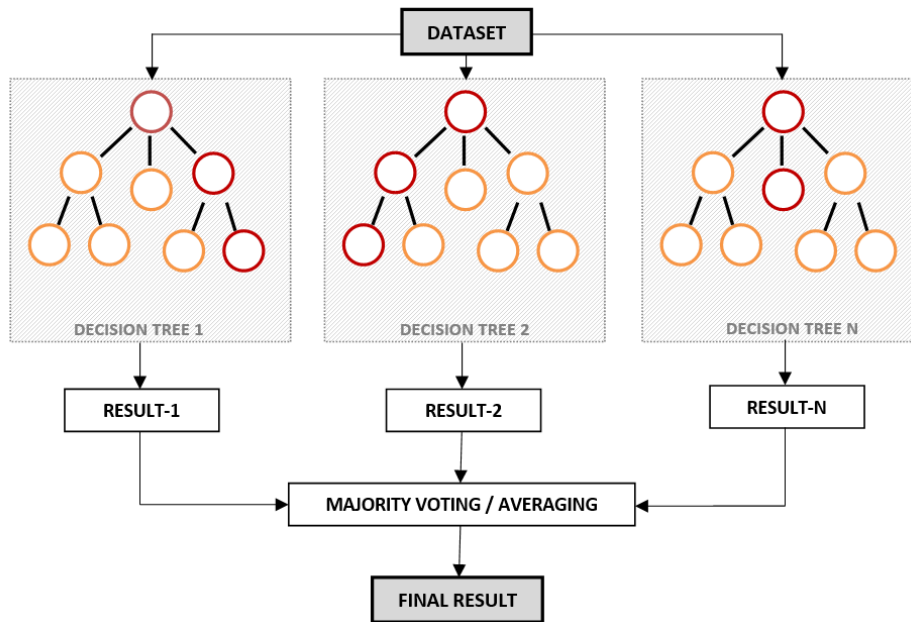 DATASET
DECISION TREE 1
DECISION TREE 2
DECISION TREE N
RESULT-1
RESULT-2
RESULT-N
MAJORITY VOTING / AVERAGING
FINAL RESULT